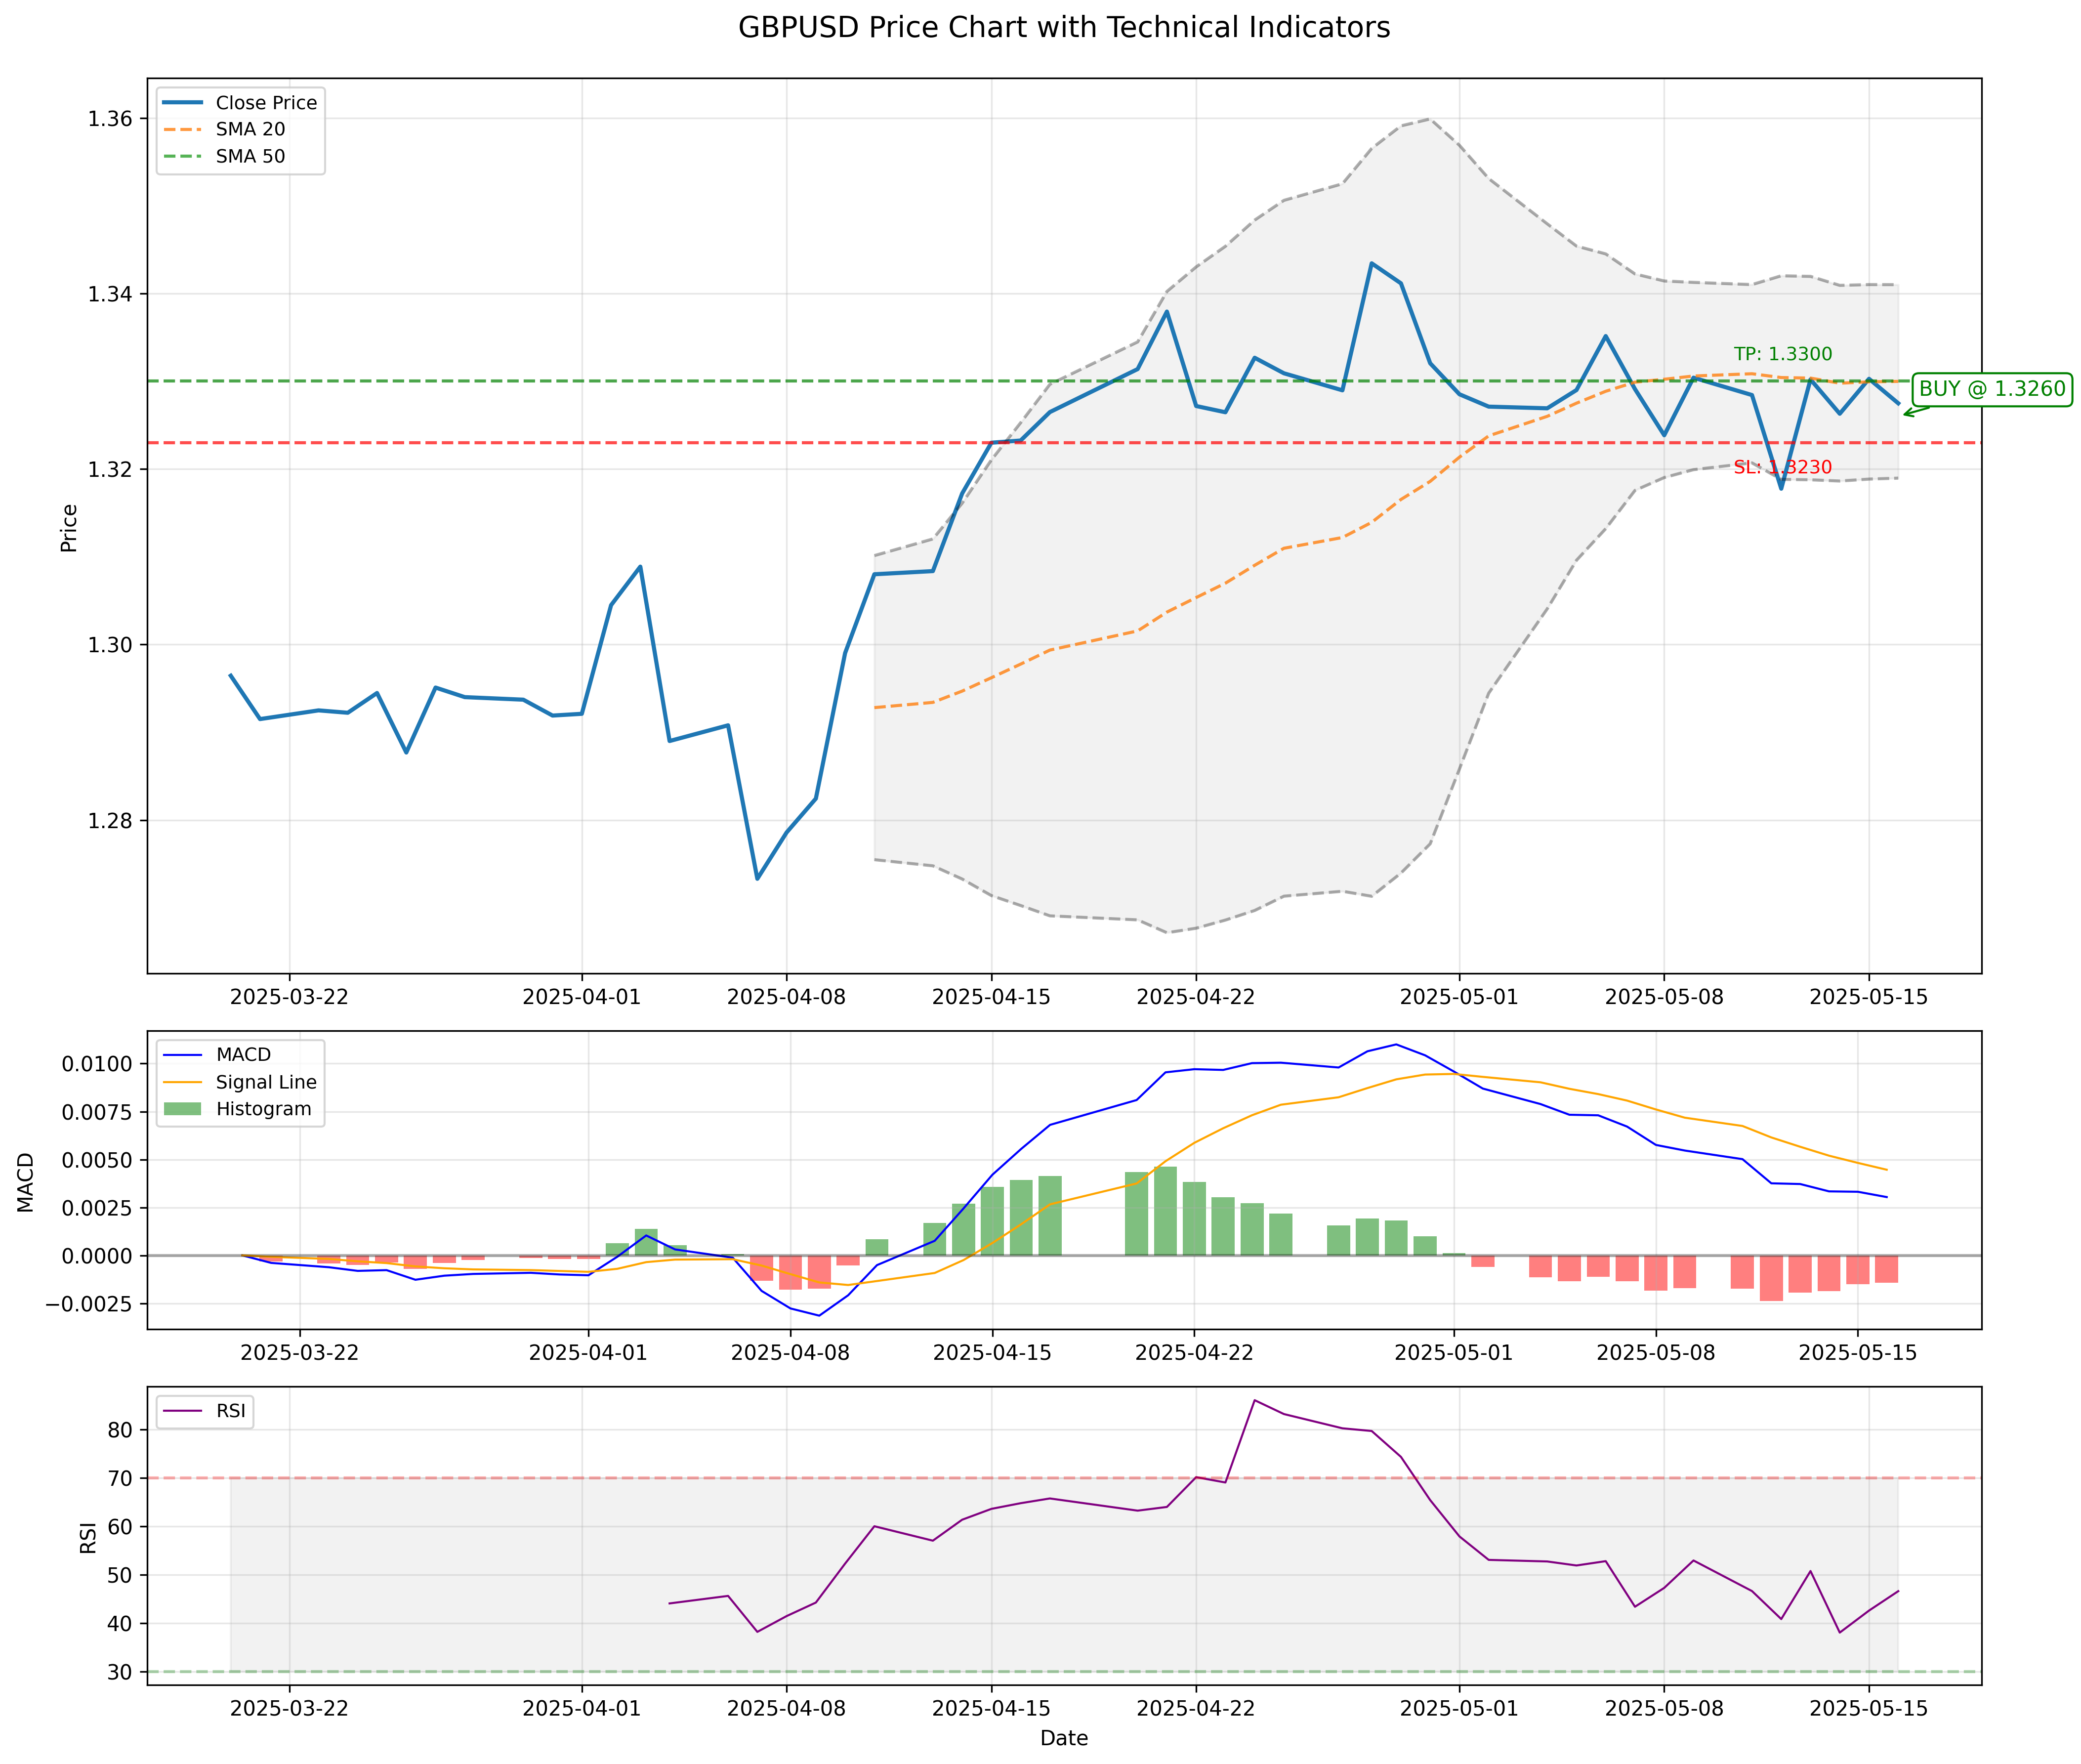 GBPUSD Price Chart with Technical Indicators
Close Price
SMA 20
SMA 50
1.36
1.34
1.32
1.30
1.28
Price
TP: 1.3300
BUY @ 1.3260
SL: 1.3230
2025-03-22
2025-04-01
2025-04-08
2025-04-15
2025-04-22
2025-05-01
2025-05-08
2025-05-15
MACD
Signal Line
Histogram
0.0100
0.0075
0.0050
0.0025
0.0000
−0.0025
MACD
2025-03-22
2025-04-01
2025-04-08
2025-04-15
2025-04-22
2025-05-01
2025-05-08
2025-05-15
RSI
80
70
60
50
40
30
RSI
2025-03-22
2025-04-01
2025-04-08
2025-04-15
2025-04-22
2025-05-01
2025-05-08
2025-05-15
Date